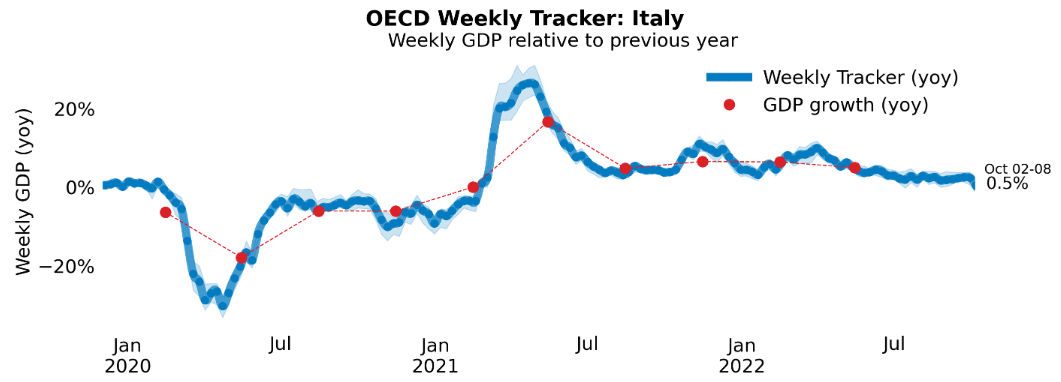 OECD Weekly Tracker: Italy
Weekly GDP relative to previous year
Weekly Tracker (yoy)
GDP growth (yoy)
Weekly GDP (yoy)
20%
0%
−20%
Oct 02-08
0.5%
Jan
2020
Jul
Jan
2021
Jul
Jan
2022
Jul